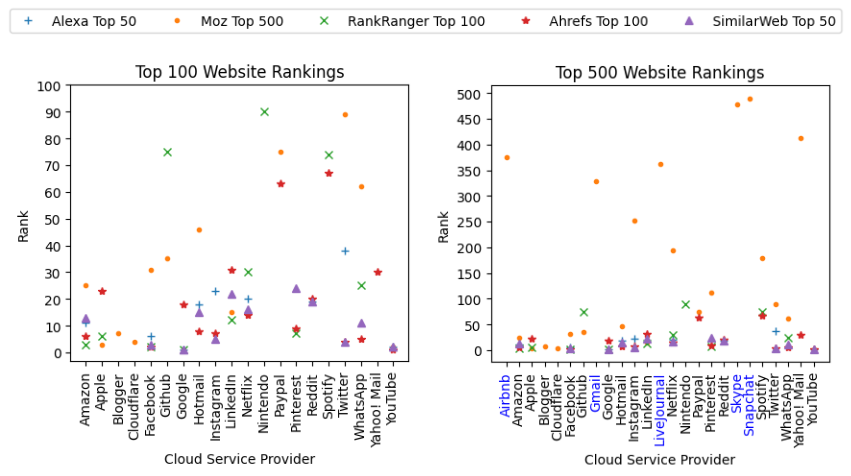 Alexa Top 50 Moz Top 500 RankRanger Top 100 Ahrefs Top 100 SimilarWeb Top 50
Top 100 Website Rankings
100
90
80
70
60
50
40
30
20
10
0
Rank
Amazon
Apple
Blogger
Cloudflare
Facebook
Github
Google
Hotmail
Instagram
LinkedIn
Netflix
Nintendo
Paypal
Pinterest
Reddit
Spotify
Twitter
WhatsApp
Yahoo! Mail
YouTube
Cloud Service Provider
Top 500 Website Rankings
500
450
400
350
300
250
200
150
100
50
0
Rank
Airbnb
Amazon
Apple
Blogger
Cloudflare
Facebook
Github
Gmail
Google
Hotmail
Instagram
LinkedIn
LiveJournal
Netflix
Nintendo
Paypal
Pinterest
Reddit
Skype
Snapchat
Spotify
Twitter
WhatsApp
Yahoo! Mail
YouTube
Cloud Service Provider